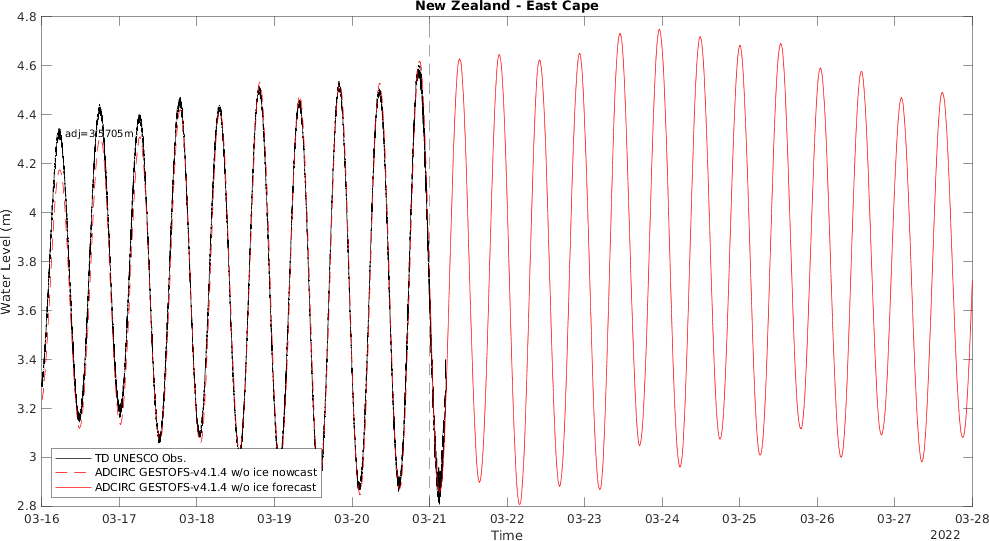 New Zealand - East Cape
4.8
4.6
4.4
4.2
4
3.8
3.6
3.4
3.2
3
2.8
Water Level (m)
adj=3.5705m
TD UNESCO Obs.
ADCIRC GESTOFS-v4.1.4 w/o ice nowcast
ADCIRC GESTOFS-v4.1.4 w/o ice forecast
03-16 03-17 03-18 03-19 03-20 03-21 03-22 03-23 03-24 03-25 03-26 03-27 03-28
Time
2022